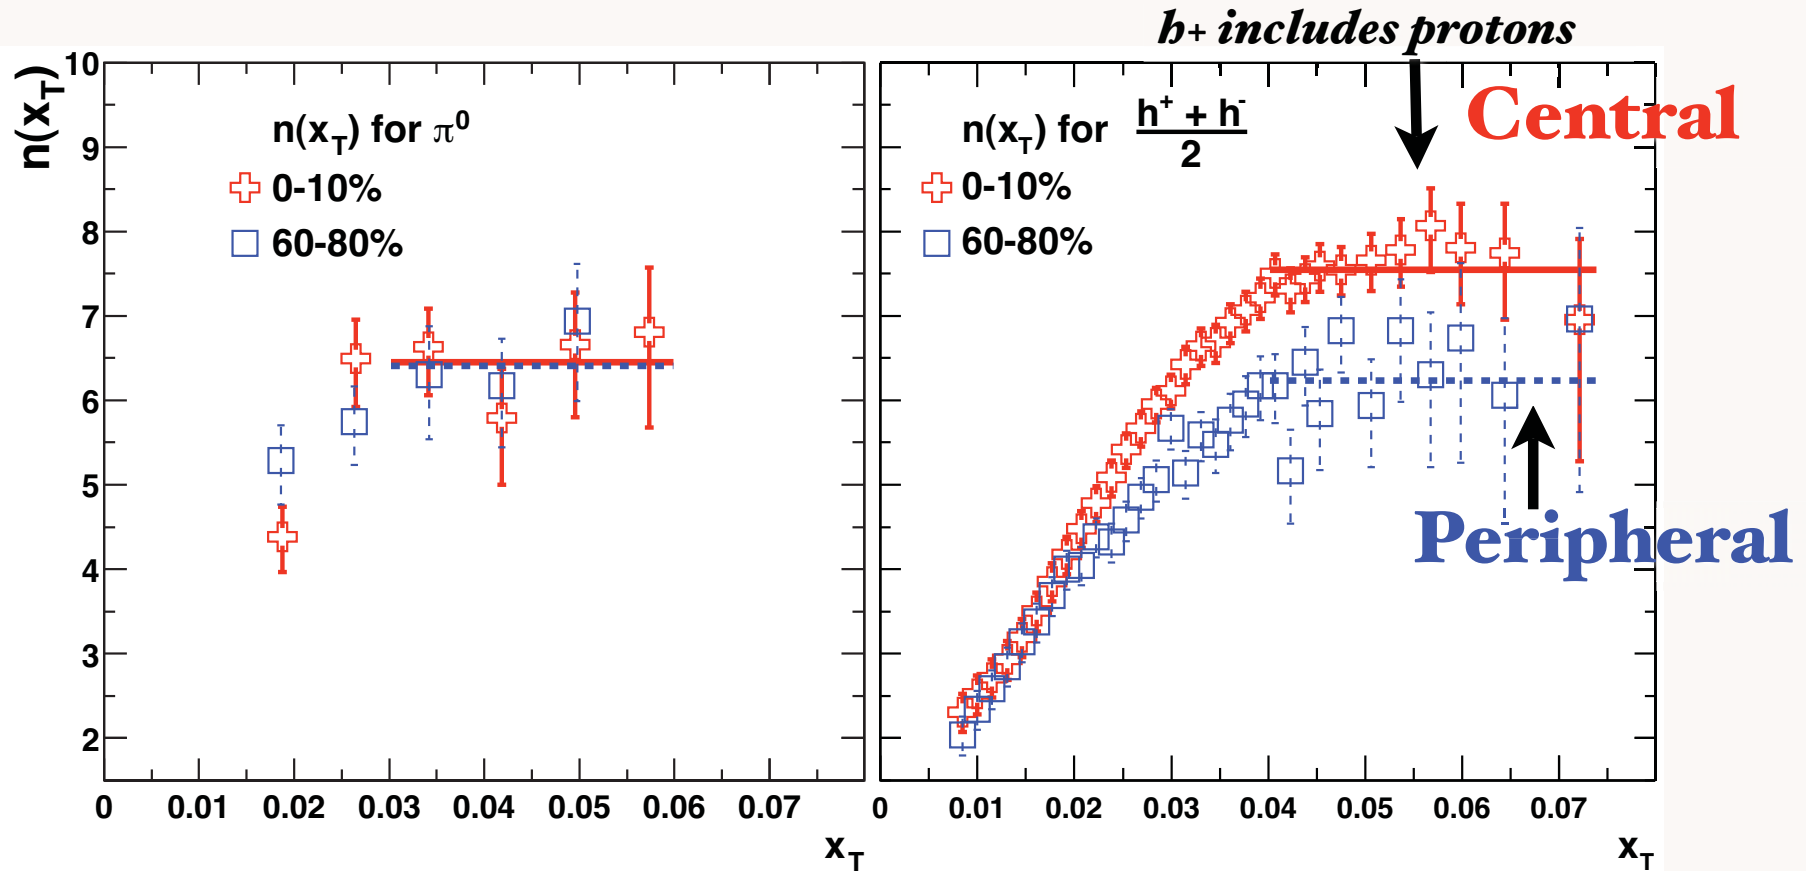 h+ includes protons
Central
Peripheral
n(x_T)
10
9
8
7
6
5
4
3
2
n(x_T) for π⁰
0-10%
60-80%
0 0.01 0.02 0.03 0.04 0.05 0.06 0.07
x_T
n(x_T) for h⁺ + h⁻
2
0-10%
60-80%
0 0.01 0.02 0.03 0.04 0.05 0.06 0.07
x_T